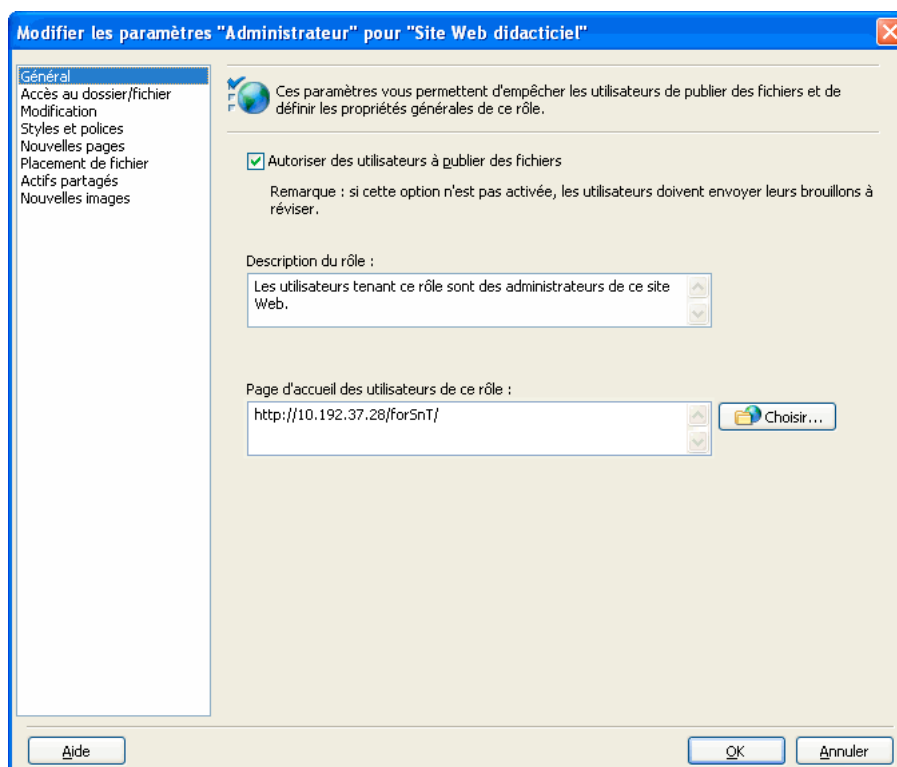 Modifier les paramètres "Administrateur" pour "Site Web didacticiel"
Général
Accès au dossier/fichier
Modification
Styles et polices
Nouvelles pages
Placement de fichier
Actifs partagés
Nouvelles images
Ces paramètres vous permettent d'empêcher les utilisateurs de publier des fichiers et de
définir les propriétés générales de ce rôle.
Autoriser des utilisateurs à publier des fichiers
Remarque : si cette option n'est pas activée, les utilisateurs doivent envoyer leurs brouillons à
réviser.
Description du rôle :
Les utilisateurs tenant ce rôle sont des administrateurs de ce site
Web.
Page d'accueil des utilisateurs de ce rôle :
http://10.192.37.28/forSnT/
Choisir...
Aide
OK
Annuler